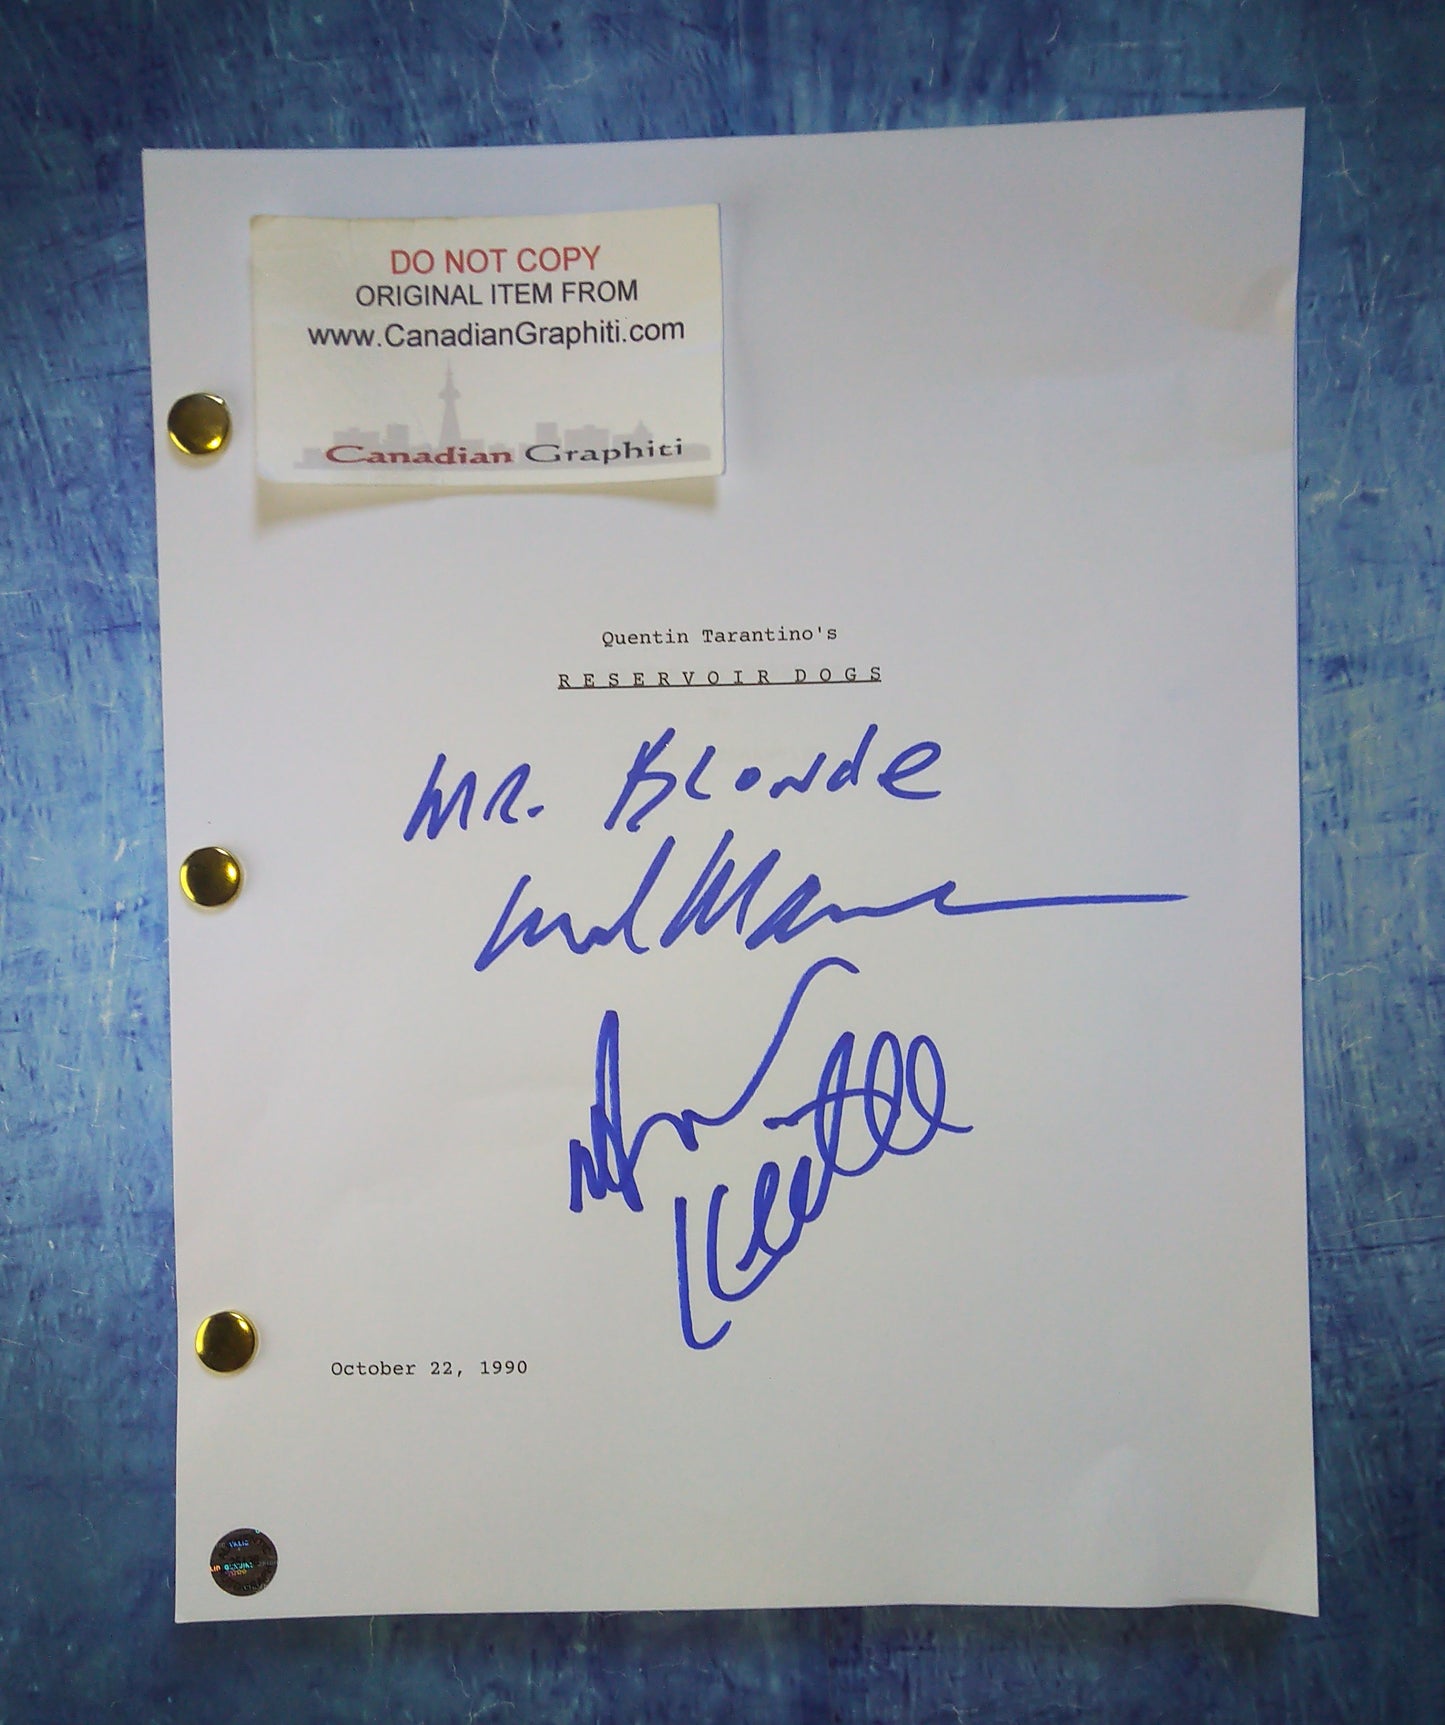 DO NOT COPY
ORIGINAL ITEM FROM
www.CanadianGraphiti.com
Canadian Graphiti
Quentin Tarantino's
RESERVOIR DOGS
MR. BLONDE
October 22, 1990